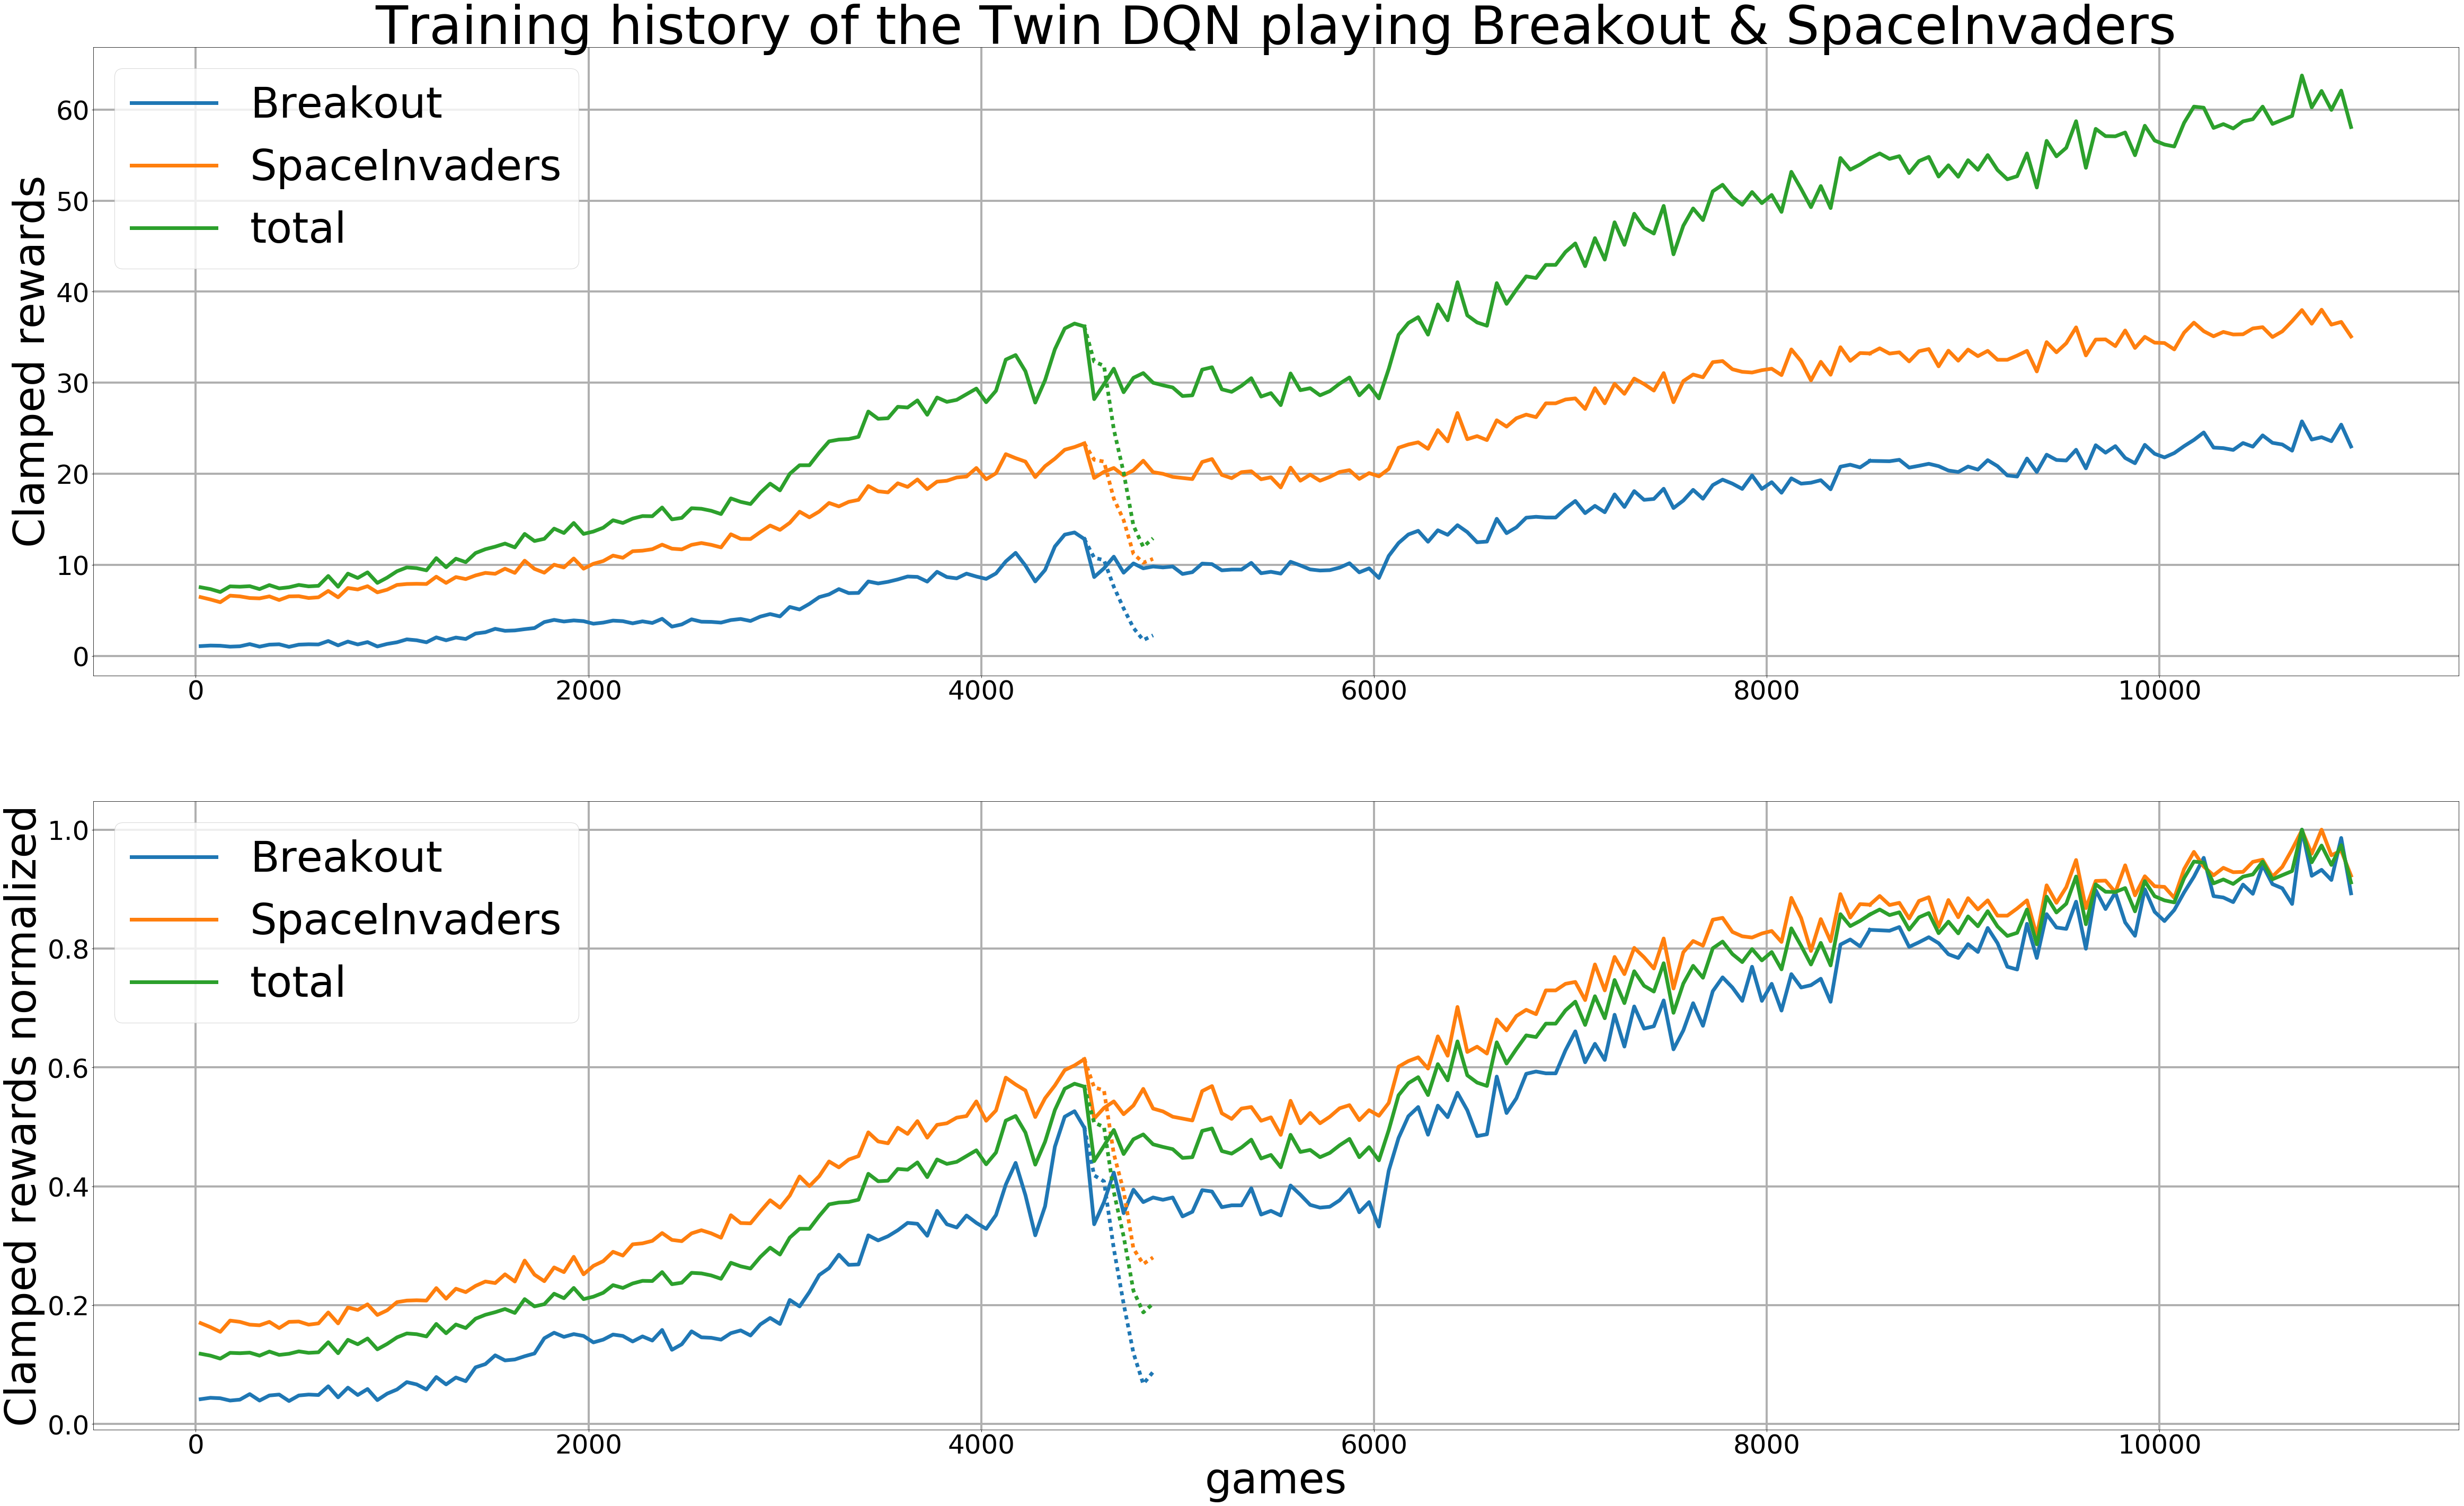 Training history of the Twin DQN playing Breakout & SpaceInvaders
Clamped rewards
60
50
40
30
20
10
0
Breakout
SpaceInvaders
total
0 2000 4000 6000 8000 10000
Clamped rewards normalized
1.0
0.8
0.6
0.4
0.2
0.0
Breakout
SpaceInvaders
total
0 2000 4000 6000 8000 10000
games